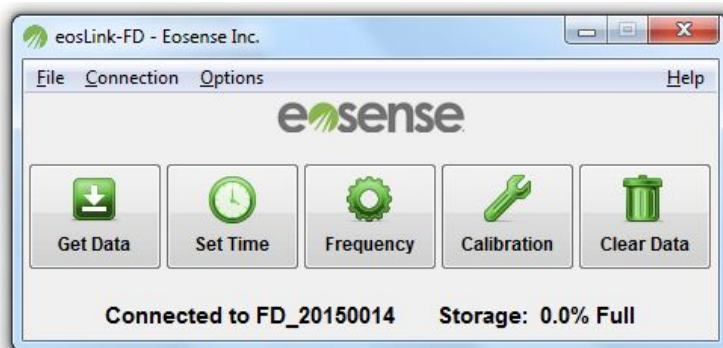 eosLink-FD - Eosense Inc.
File Connection Options Help
eosense
Get Data Set Time Frequency Calibration Clear Data
Connected to FD_20150014 Storage: 0.0% Full